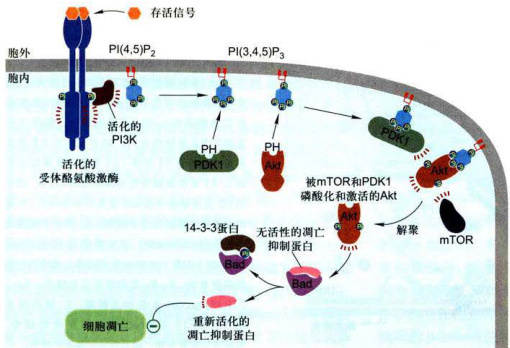 存活信号
PI(4,5)P2
PI(3,4,5)P3
胞外
胞内
活化的
PI3K
活化的
受体酪氨酸激酶
PH
PDK1
PH
Akt
PDK1
Akt
mTOR
被mTOR和PDK1
磷酸化和激活的Akt
Akt
解聚
14-3-3蛋白
无活性的凋亡
抑制蛋白
Bad
Bad
重新活化的
凋亡抑制蛋白
细胞凋亡